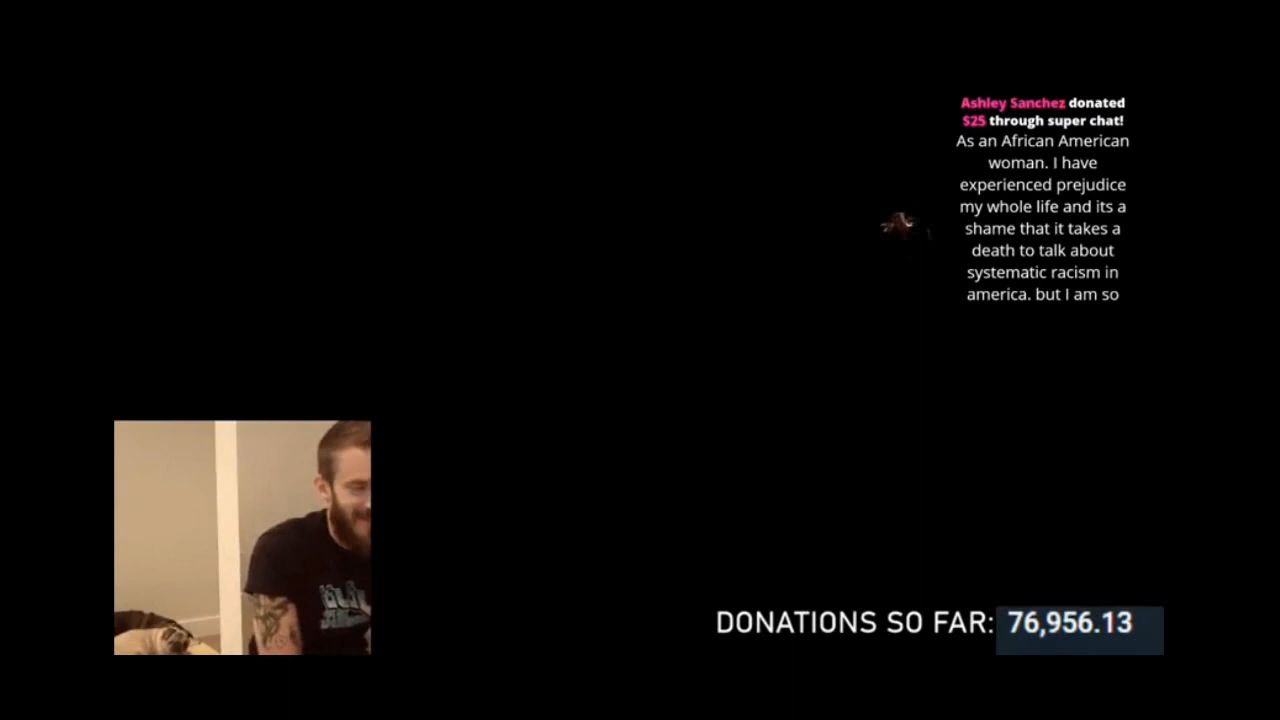 Ashley Sanchez donated
$25 through super chat!
As an African American
woman. I have
experienced prejudice
my whole life and its a
shame that it takes a
death to talk about
systematic racism in
america. but I am so
DONATIONS SO FAR: 76,956.13